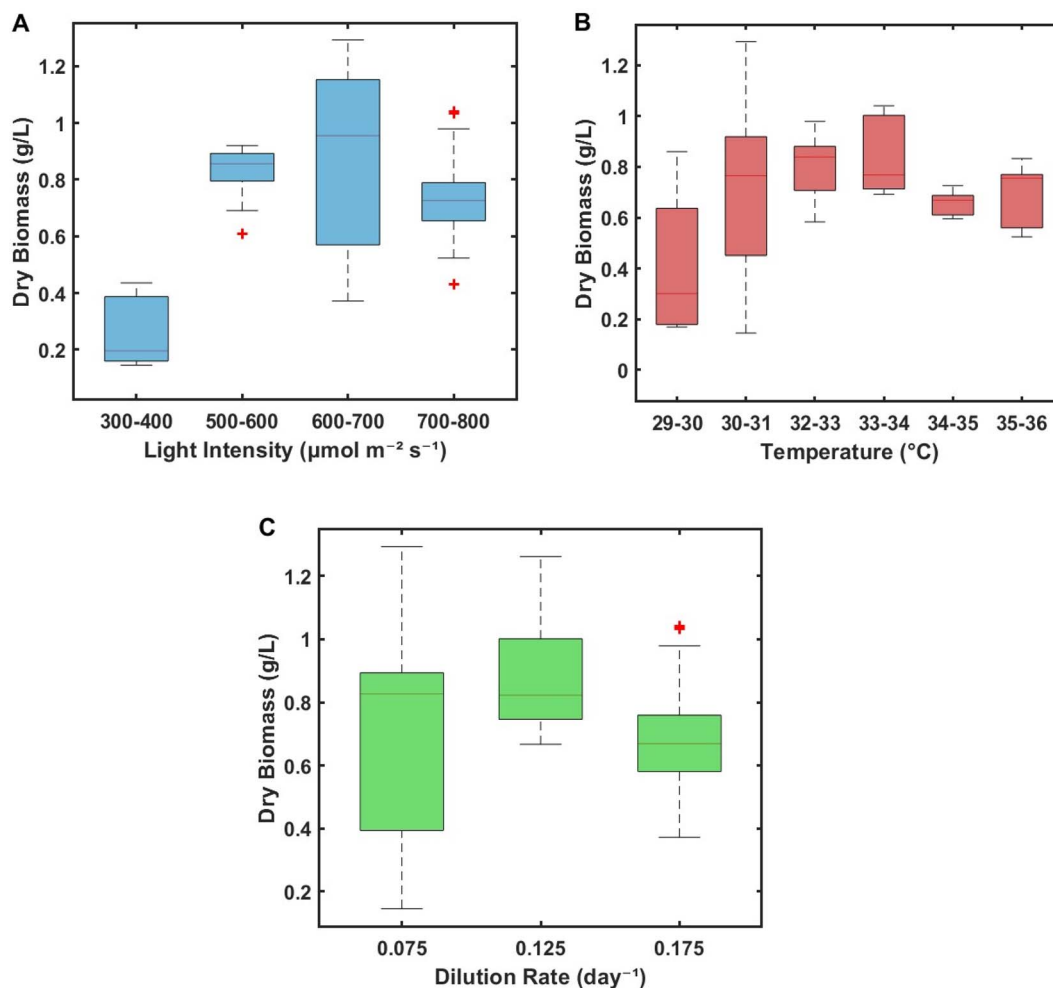 A
Dry Biomass (g/L)
1.2
1
0.8
0.6
0.4
0.2
300-400 500-600 600-700 700-800
Light Intensity (µmol m⁻² s⁻¹)
B
Dry Biomass (g/L)
1.2
1
0.8
0.6
0.4
0.2
0
29-30 30-31 32-33 33-34 34-35 35-36
Temperature (°C)
C
Dry Biomass (g/L)
1.2
1
0.8
0.6
0.4
0.2
0.075 0.125 0.175
Dilution Rate (day⁻¹)